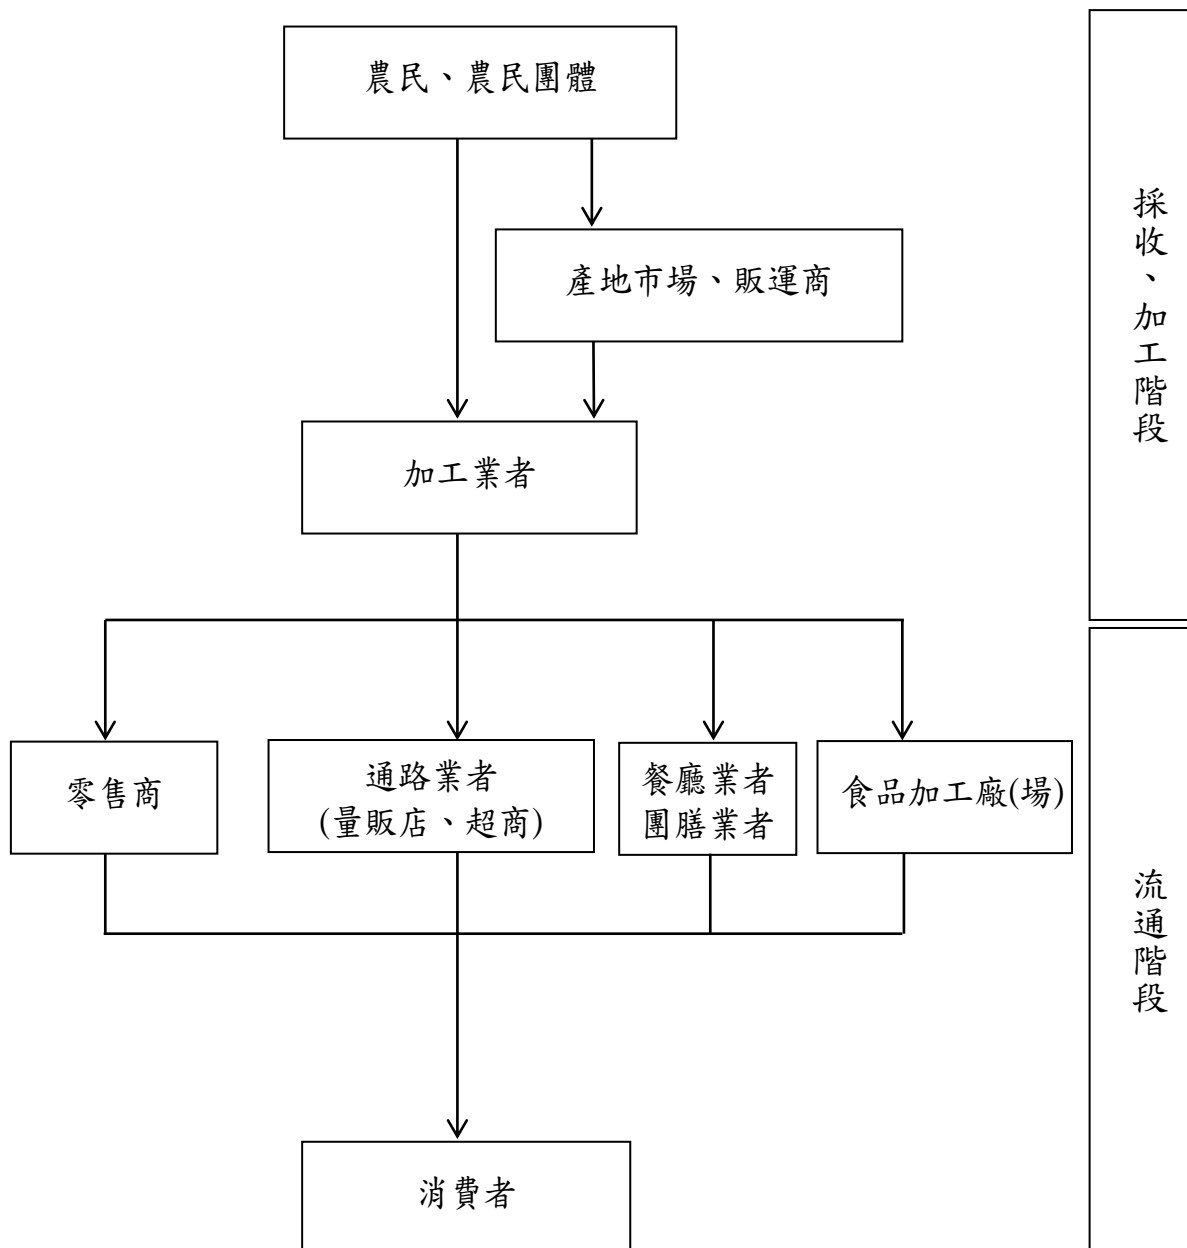 農民、農民團體
產地市場、販運商
採收、加工階段
加工業者
零售商
通路業者
(量販店、超商)
餐廳業者
團膳業者
食品加工廠(場)
流通階段
消費者